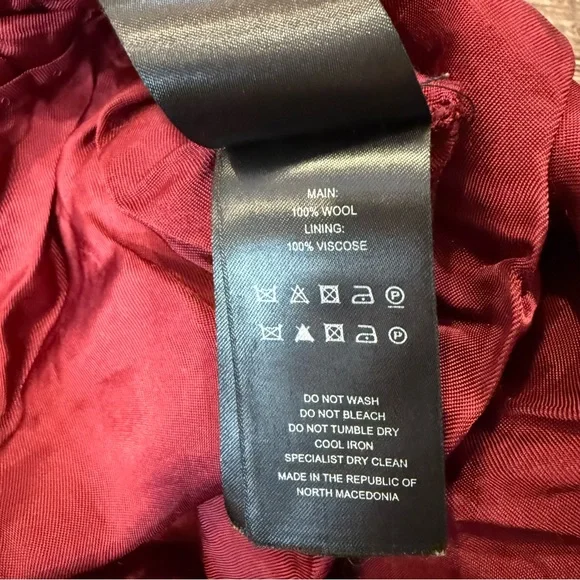 MAIN:
100% WOOL
LINING:
100% VISCOSE
P
P
DO NOT WASH
DO NOT BLEACH
DO NOT TUMBLE DRY
COOL IRON
SPECIALIST DRY CLEAN
MADE IN THE REPUBLIC OF
NORTH MACEDONIA